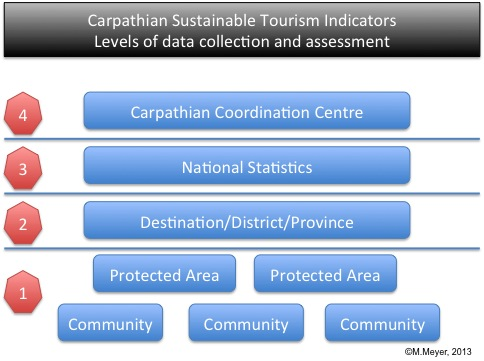 Carpathian Sustainable Tourism Indicators
Levels of data collection and assessment
4 Carpathian Coordination Centre
3 National Statistics
2 Destination/District/Province
Protected Area Protected Area
1
Community Community Community
©M.Meyer, 2013